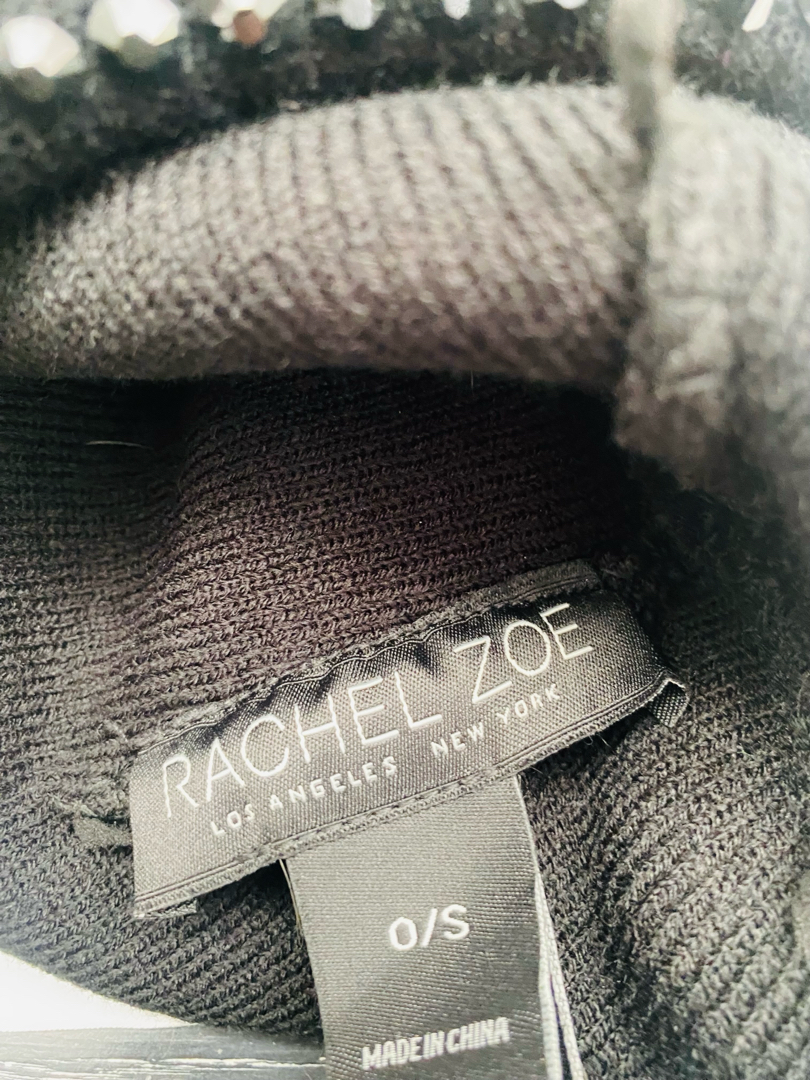 RACHEL ZOE
LOS ANGELES NEW YORK
O/S
MADE IN CHINA